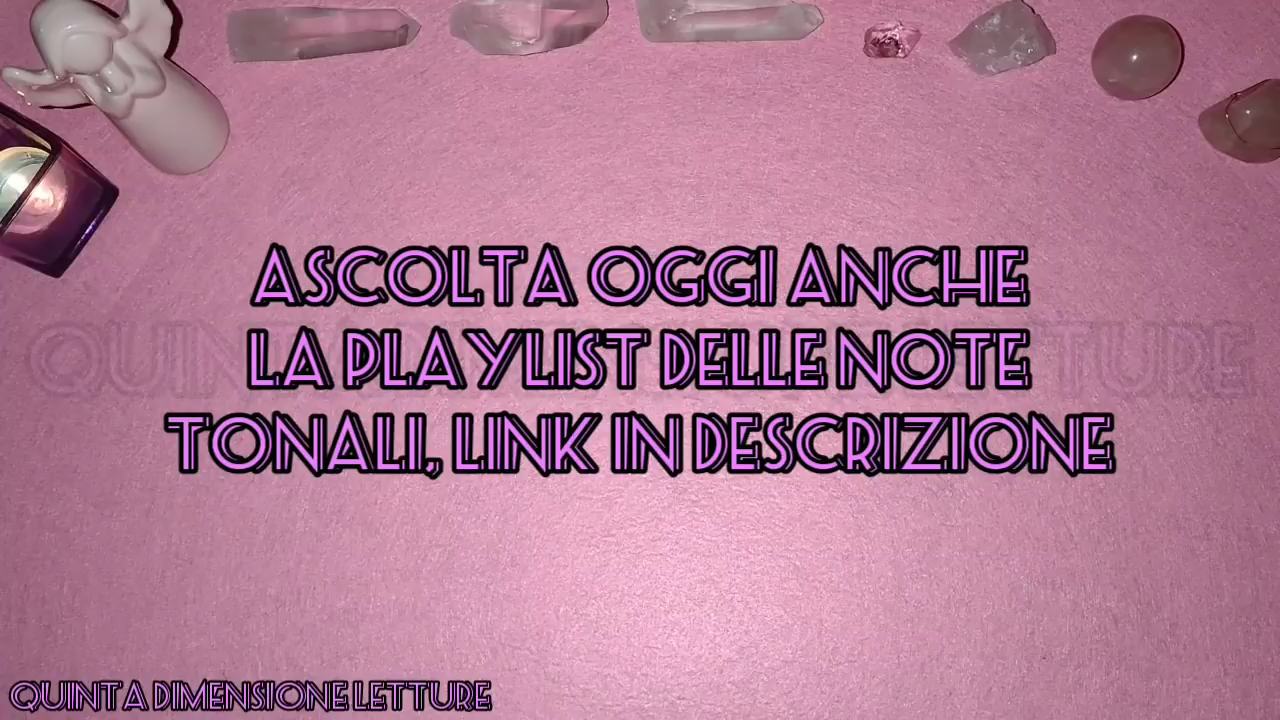 ASCOLTA OGGI ANCHE
LA PLAYLIST DELLE NOTE
TONALI, LINK IN DESCRIZIONE
QUINTA DIMENSIONE LETTURE